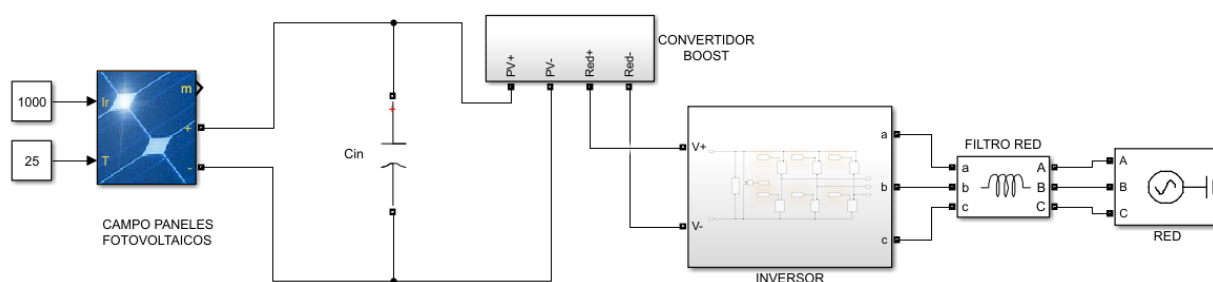 1000
25
Ir
T
m
+
-
CAMPO PANELES
FOTOVOLTAICOS
+
Cin
PV+
PV-
Red+
Red-
CONVERTIDOR
BOOST
V+
V-
a
b
c
INVERSOR
FILTRO RED
a
b
c
A
B
C
A
B
C
RED